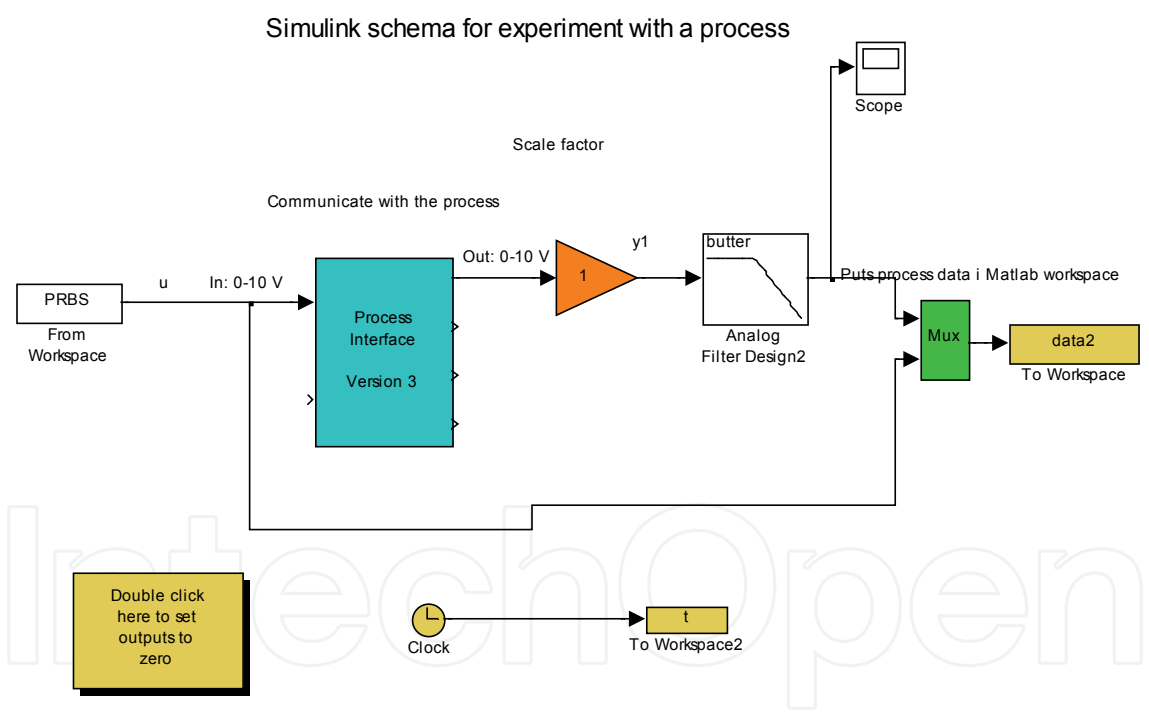 Simulink schema for experiment with a process
Scope
Scale factor
Communicate with the process
u
In: 0-10 V
PRBS
From
Workspace
Process
Interface
Version 3
Out: 0-10 V
1
y1
butter
Analog
Filter Design2
Puts process data i Matlab workspace
Mux
data2
To Workspace
Double click
here to set
outputs to
zero
Clock
t
To Workspace2
IntechOpen